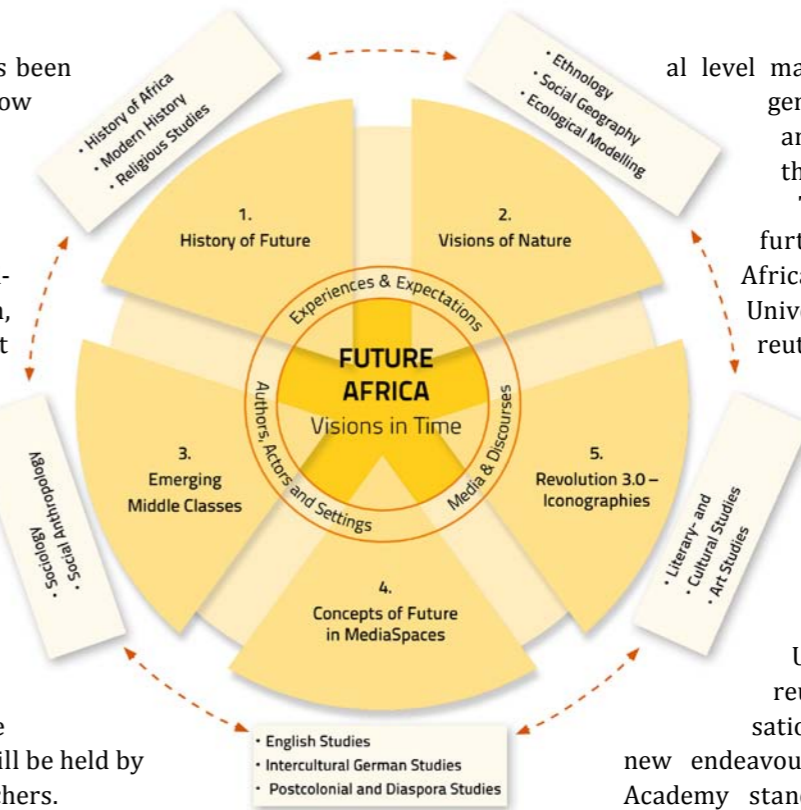 s been
ow
-
n,
t
e
ill be held by
chers.
• History of Africa
• Modern History
• Religious Studies
• Ethnology
• Social Geography
• Ecological Modelling
al level ma
gen
an
th
T
furt
Africa
Unive
reut
1.
History of Future
2.
Visions of Nature
Experiences & Expectations
FUTURE
AFRICA
Visions in Time
Authors, Actors and Settings
Media & Discourses
3.
Emerging
Middle Classes
5.
Revolution 3.0 –
Iconographies
4.
Concepts of Future
in MediaSpaces
• Sociology
• Social Anthropology
• Literary- and
Cultural Studies
• Art Studies
• English Studies
• Intercultural German Studies
• Postcolonial and Diaspora Studies
U
reu
sation
new endeavou
Academy stand